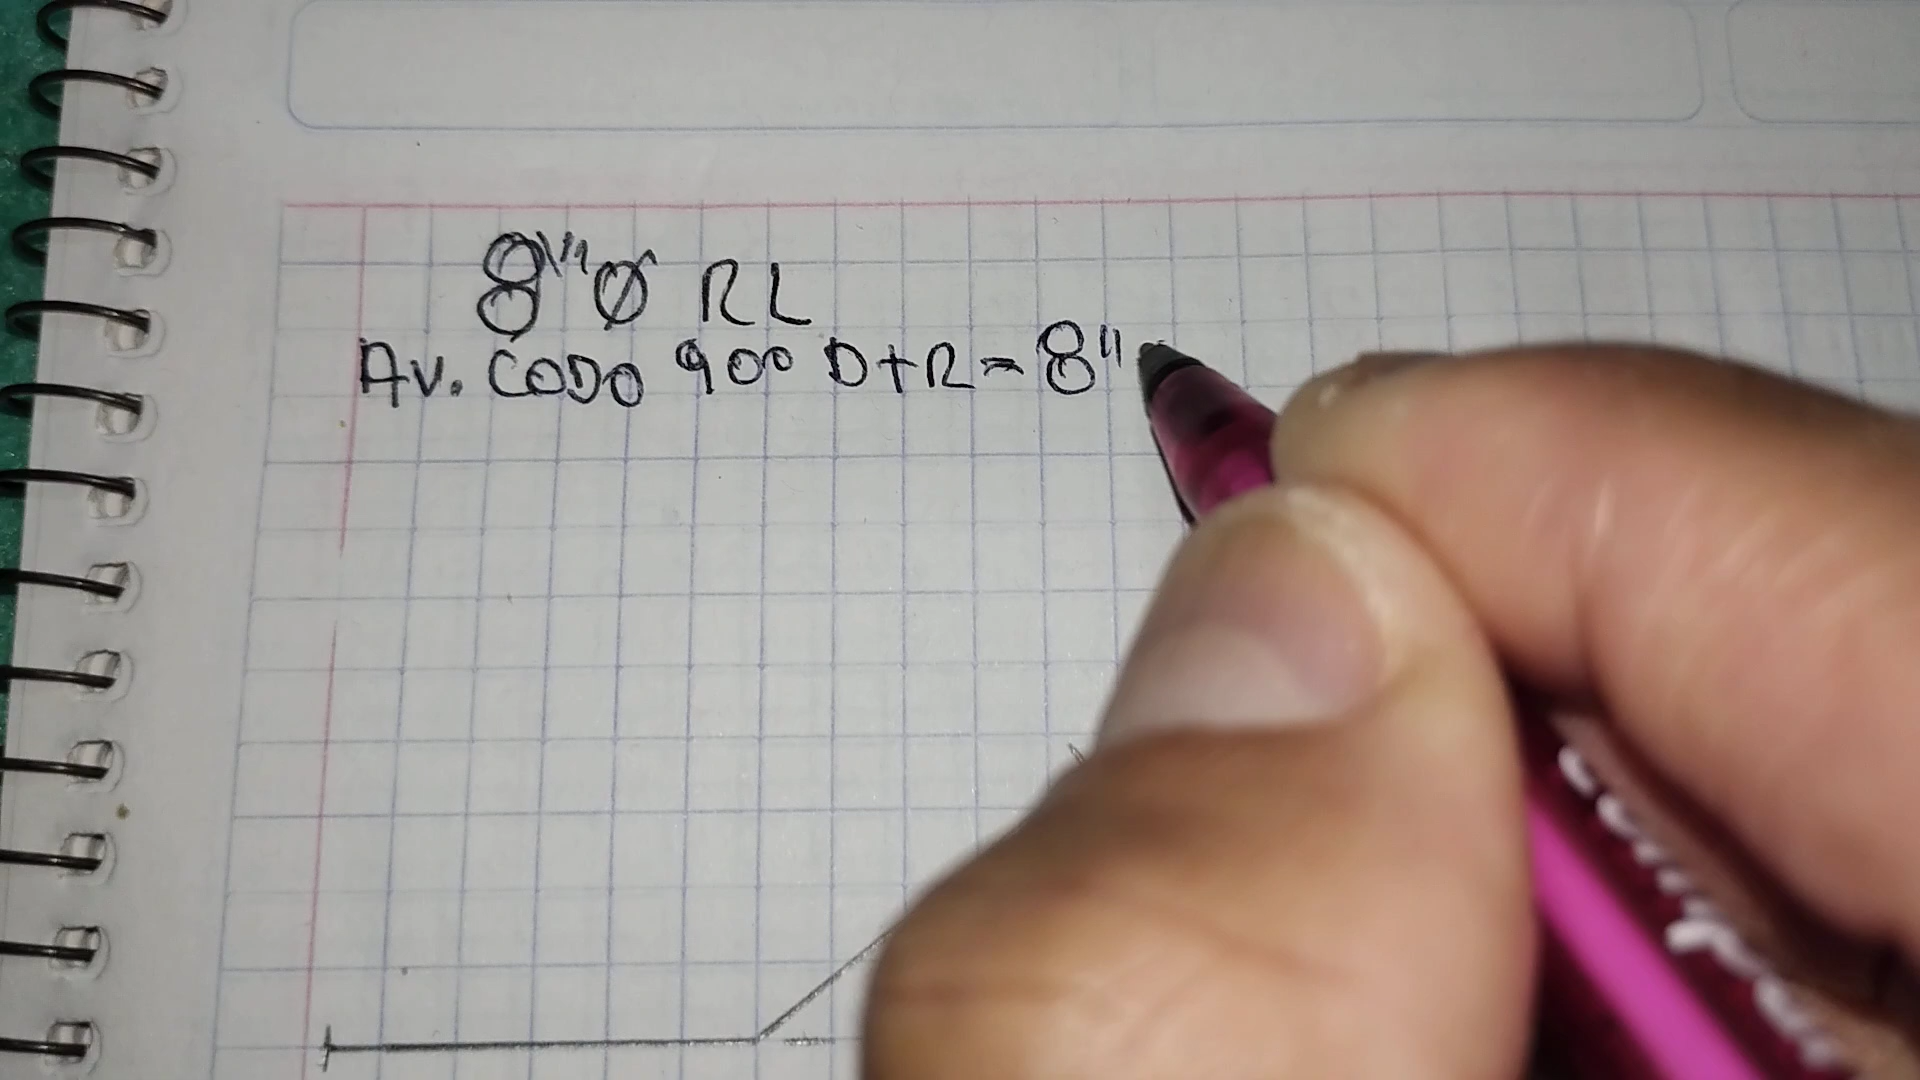 8"Ø RL
Av. CODO 90° D+R = 8"